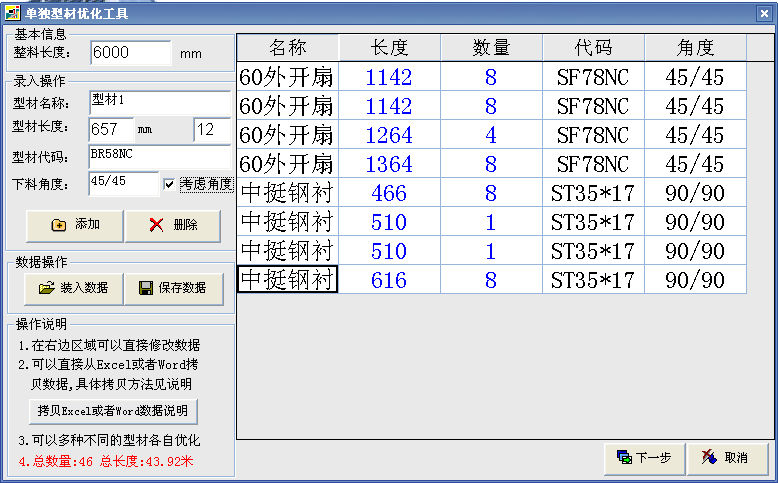 单独型材优化工具
基本信息
整料长度: 6000 mm
录入操作
型材名称: 型材1
型材长度: 657 mm 12
型材代码: BR58NC
下料角度: 45/45 考虑角度
添加 删除
数据操作
装入数据 保存数据
操作说明
1.在右边区域可以直接修改数据
2.可以直接从Excel或者Word拷
贝数据,具体拷贝方法见说明
拷贝Excel或者Word数据说明
3.可以多种不同的型材各自优化
4.总数量:46 总长度:43.92米
名称 长度 数量 代码 角度
60外开扇 1142 8 SF78NC 45/45
60外开扇 1142 8 SF78NC 45/45
60外开扇 1264 4 SF78NC 45/45
60外开扇 1364 8 SF78NC 45/45
中挺钢衬 466 8 ST35*17 90/90
中挺钢衬 510 1 ST35*17 90/90
中挺钢衬 510 1 ST35*17 90/90
中挺钢衬 616 8 ST35*17 90/90
下一步 取消